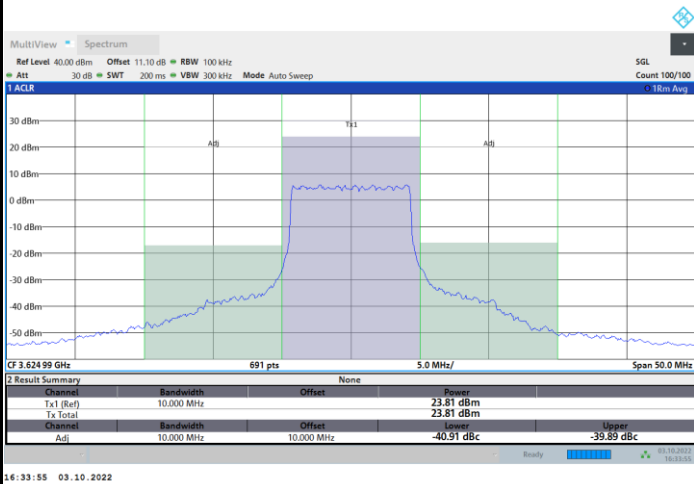 MultiView Spectrum
Ref Level 40.00 dBm Offset 11.10 dB RBW 100 kHz SGL
Att 30 dB SWT 200 ms VBW 300 kHz Mode Auto Sweep Count 100/100
1 ACLR 1Rm Avg
30 dBm
Tx1
20 dBm
Adj Adj
10 dBm
0 dBm
-10 dBm
-20 dBm
-30 dBm
-40 dBm
-50 dBm
CF 3.624 99 GHz 691 pts 5.0 MHz/ Span 50.0 MHz
2 Result Summary None
Channel Bandwidth Offset Power
Tx1 (Ref) 10.000 MHz 23.81 dBm
Tx Total 23.81 dBm
Channel Bandwidth Offset Lower Upper
Adj 10.000 MHz 10.000 MHz -40.91 dBc -39.89 dBc
Ready 03.10.2022
16:33:55
16:33:55 03.10.2022